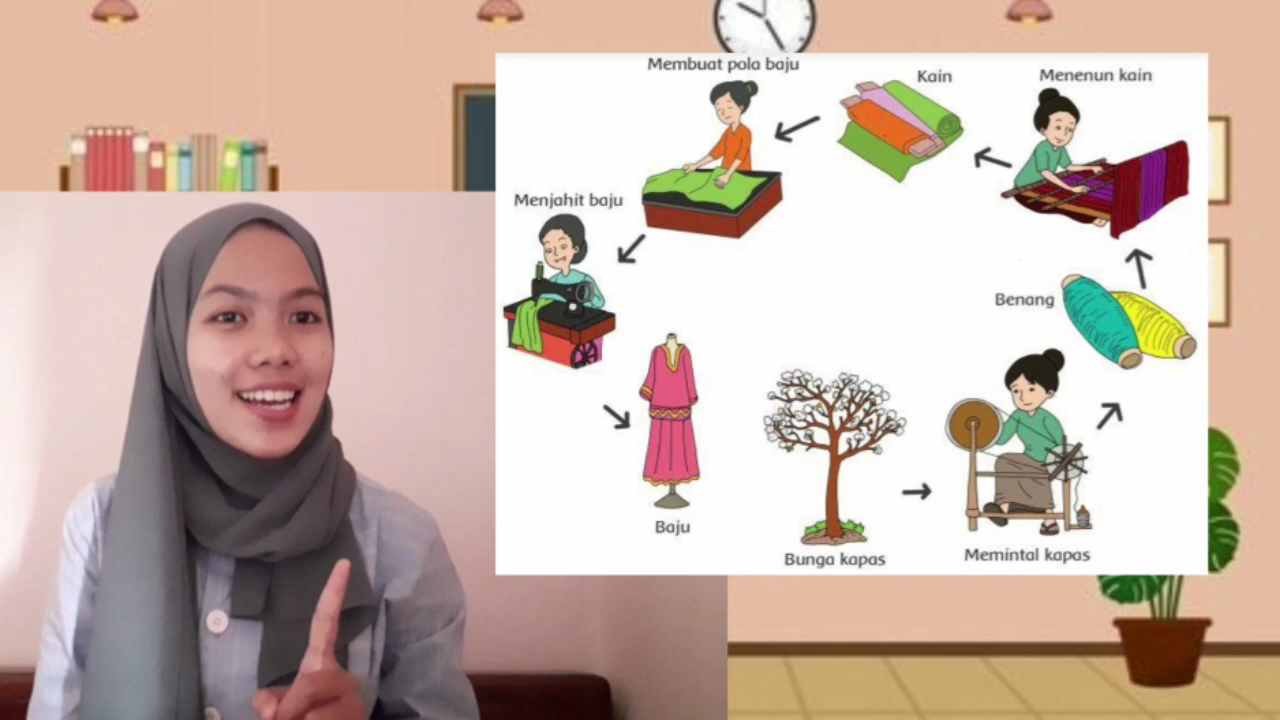 Membuat pola baju
Kain
Menenun kain
Menjahit baju
Benang
Baju
Bunga kapas
Memintal kapas